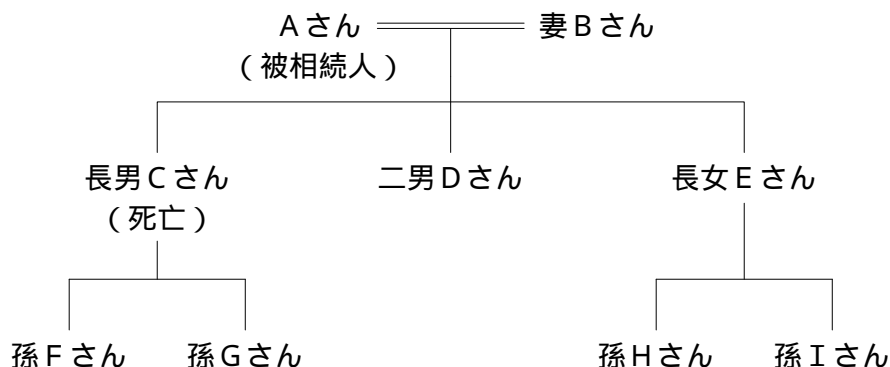 Aさん 妻Bさん
(被相続人)
長男Cさん 二男Dさん 長女Eさん
(死亡)
孫Fさん 孫Gさん 孫Hさん 孫Iさん